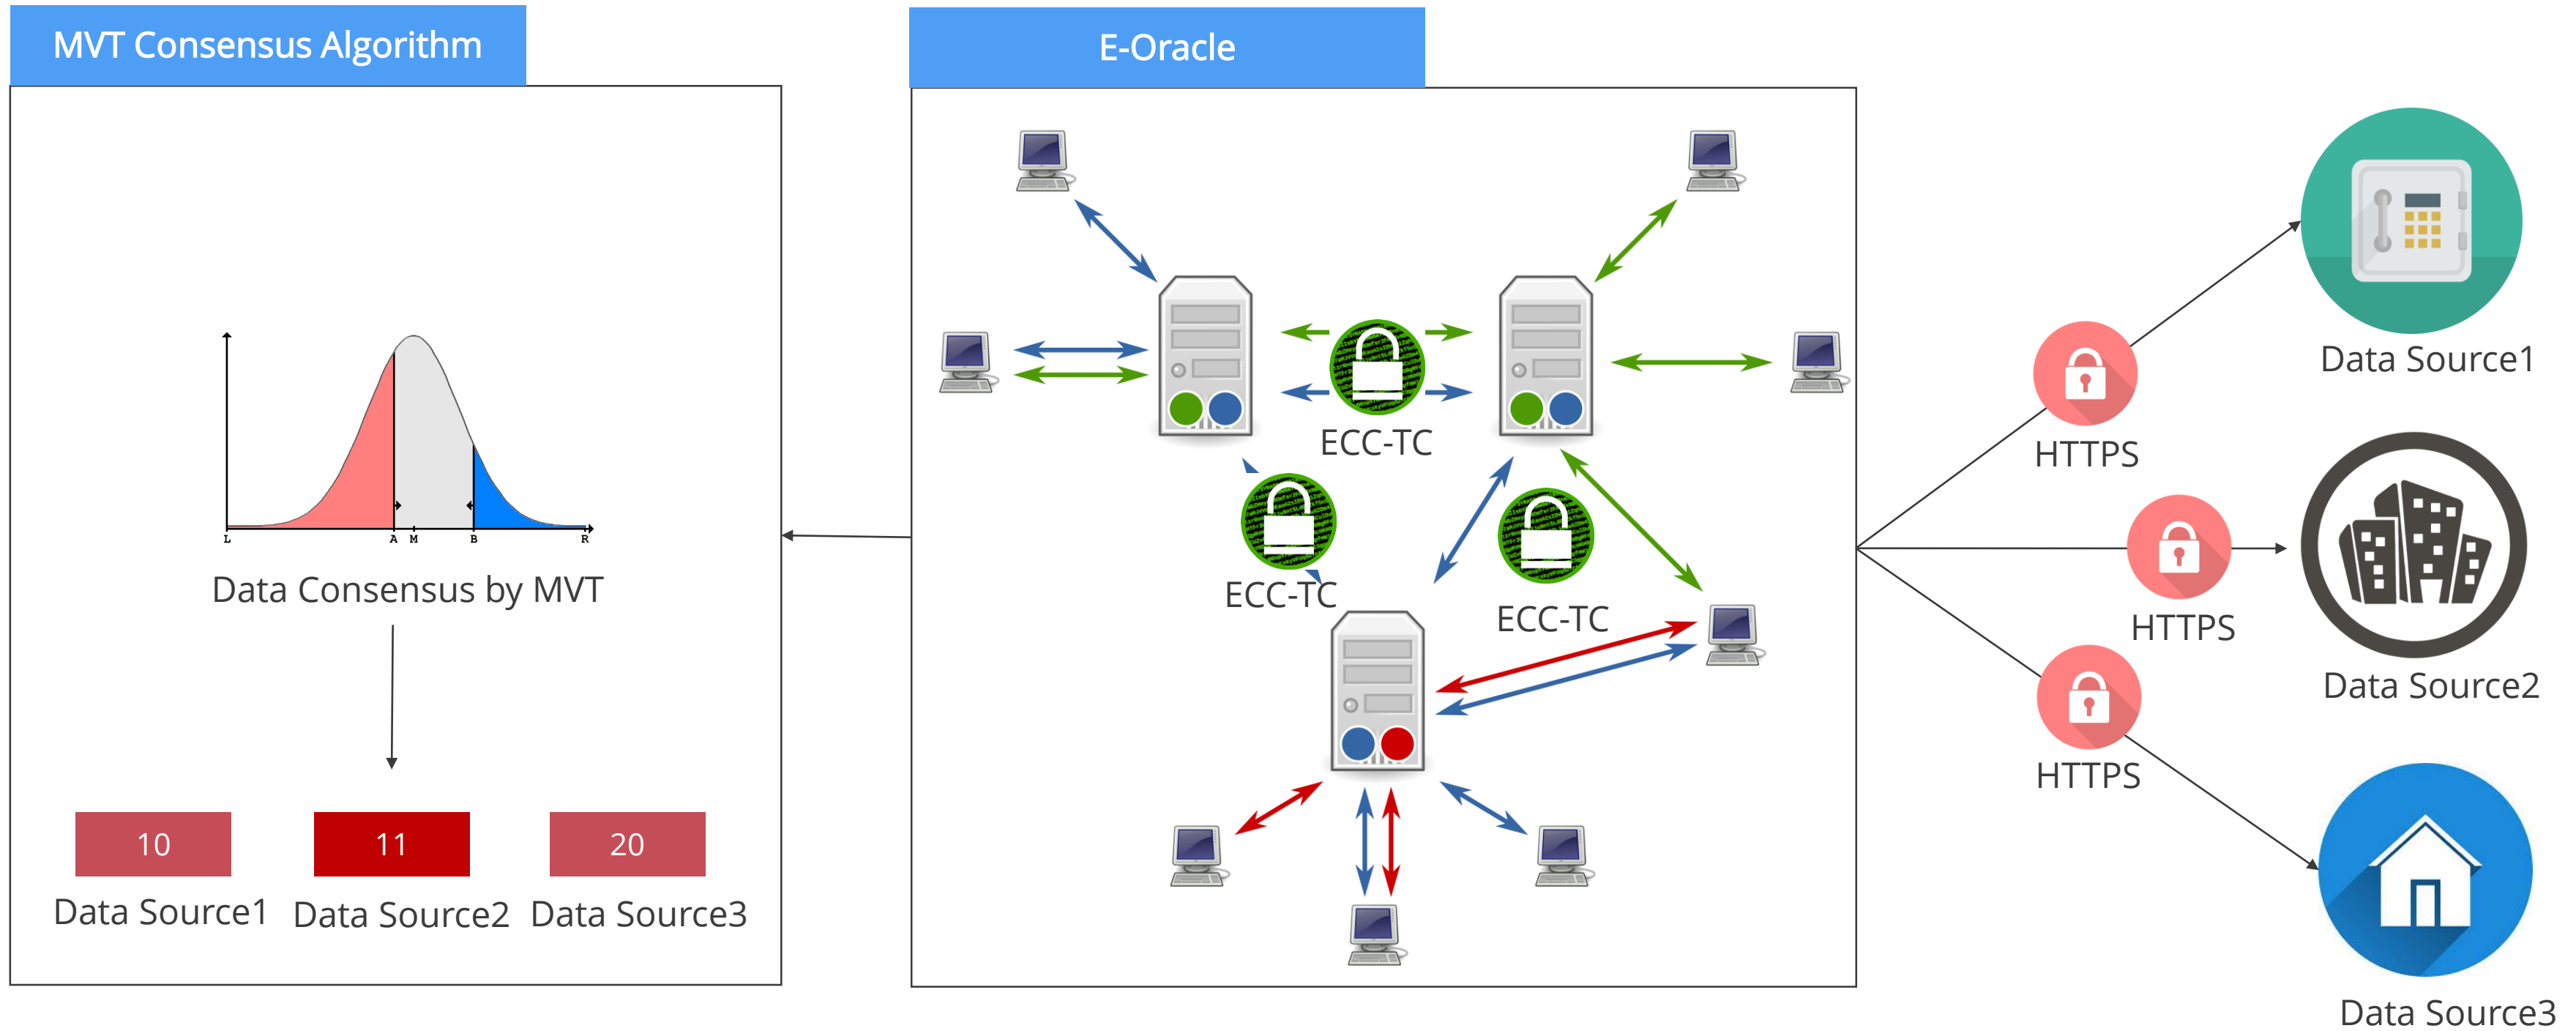 MVT Consensus Algorithm
L A M B R
Data Consensus by MVT
10 11 20
Data Source1 Data Source2 Data Source3
E-Oracle
ECC-TC
ECC-TC
ECC-TC
HTTPS
HTTPS
HTTPS
Data Source1
Data Source2
Data Source3